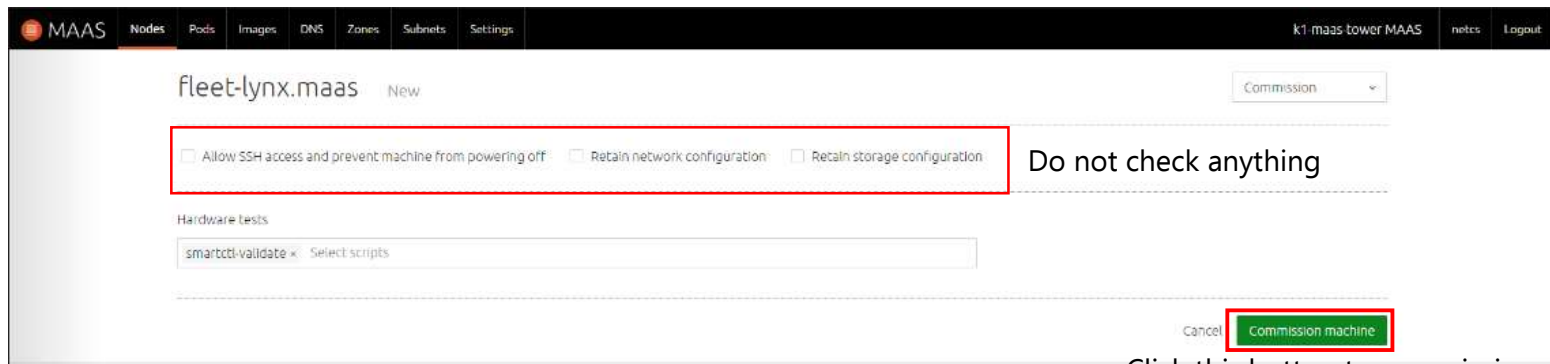 MAAS Nodes Pods Images DNS Zones Subnets Settings k1-maas-tower MAAS netcs Logout
fleet-lynx.maas New Commission
Allow SSH access and prevent machine from powering off Retain network configuration Retain storage configuration Do not check anything
Hardware tests
smartctl-validate × Select scripts
Cancel Commission machine